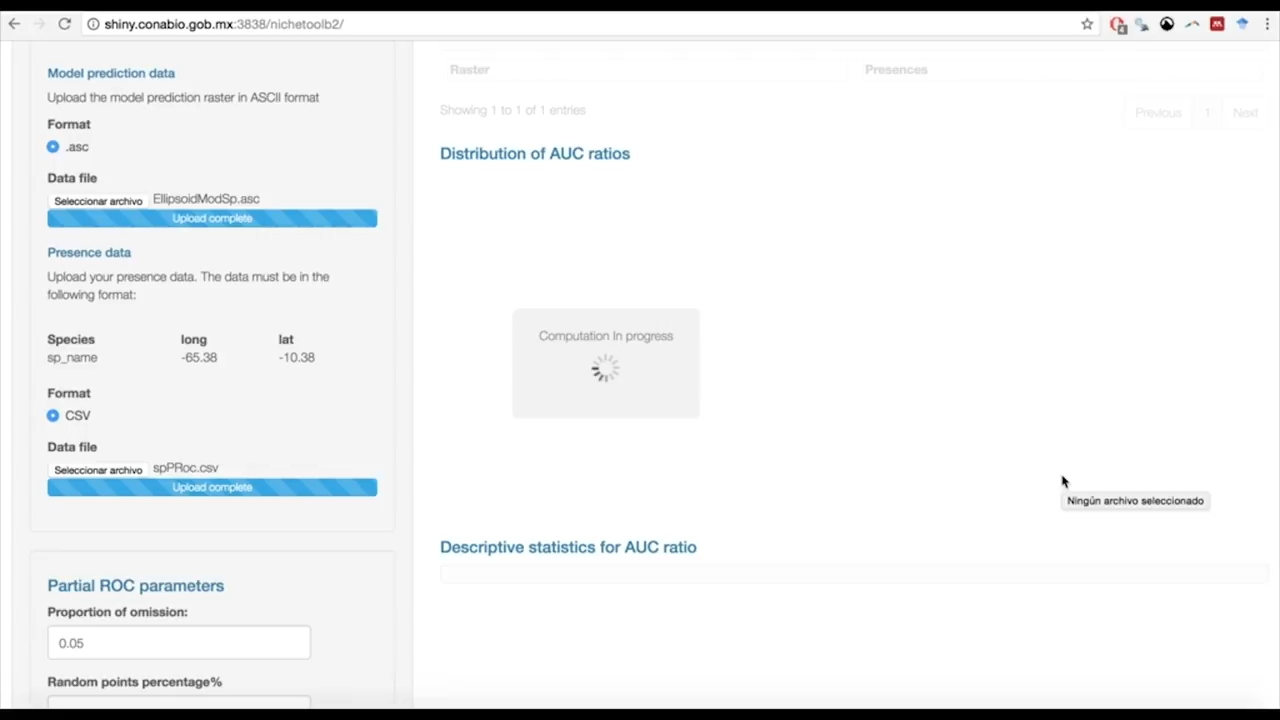 shiny.conabio.gob.mx:3838/nichetoolb2/
4
Model prediction data
Upload the model prediction raster in ASCII format
Format
.asc
Data file
Seleccionar archivo EllipsoidModSp.asc
Upload complete
Presence data
Upload your presence data. The data must be in the
following format:
Species long lat
sp_name -65.38 -10.38
Format
CSV
Data file
Seleccionar archivo spPRoc.csv
Upload complete
Partial ROC parameters
Proportion of omission:
0.05
Random points percentage%
Raster Presences
Showing 1 to 1 of 1 entries
Previous 1 Next
Distribution of AUC ratios
Computation In progress
Ningún archivo seleccionado
Descriptive statistics for AUC ratio